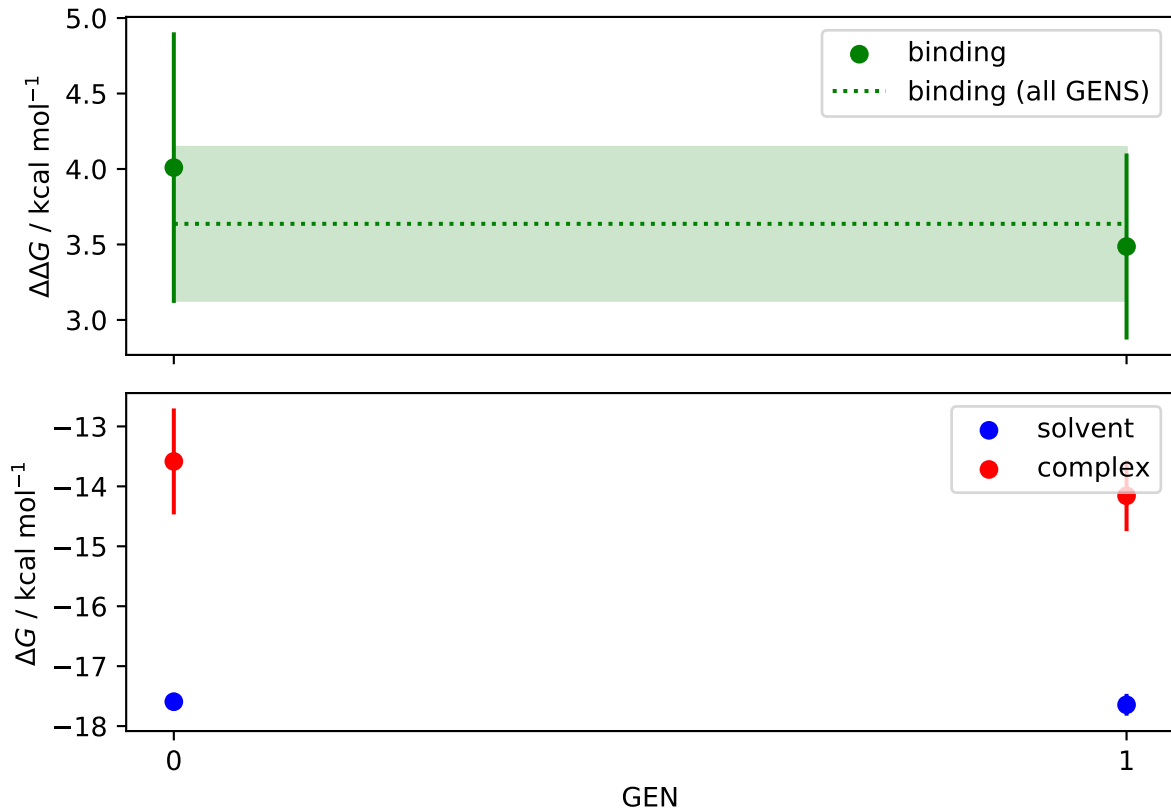 5.0
4.5
4.0
3.5
3.0
ΔΔG / kcal mol⁻¹
binding
binding (all GENS)
−13
−14
−15
−16
−17
−18
ΔG / kcal mol⁻¹
solvent
complex
0
1
GEN